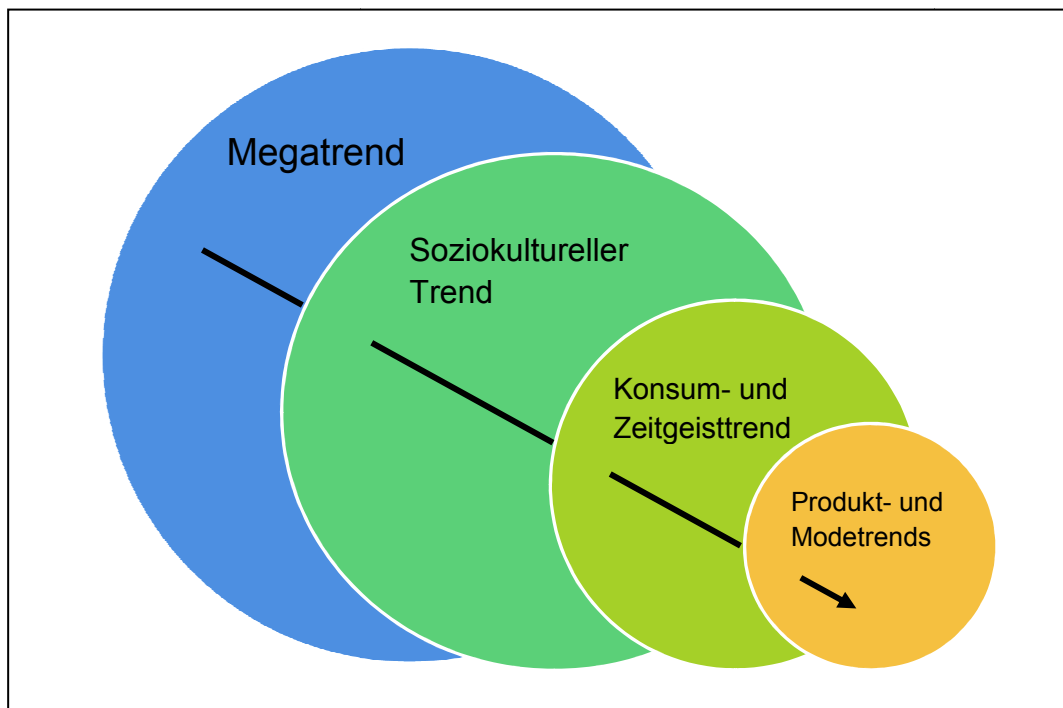 Megatrend
Soziokultureller
Trend
Konsum- und
Zeitgeisttrend
Produkt- und
Modetrends